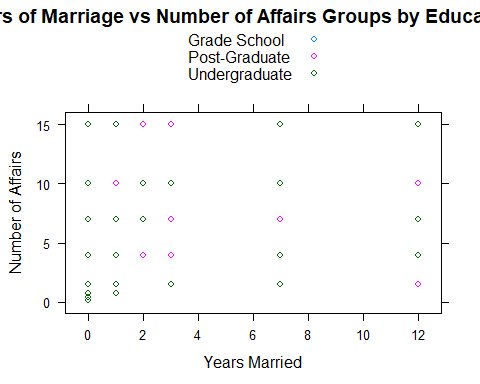 rs of Marriage vs Number of Affairs Groups by Educa
Grade School
Post-Graduate
Undergraduate
15
10
5
0
Number of Affairs
0 2 4 6 8 10 12
Years Married